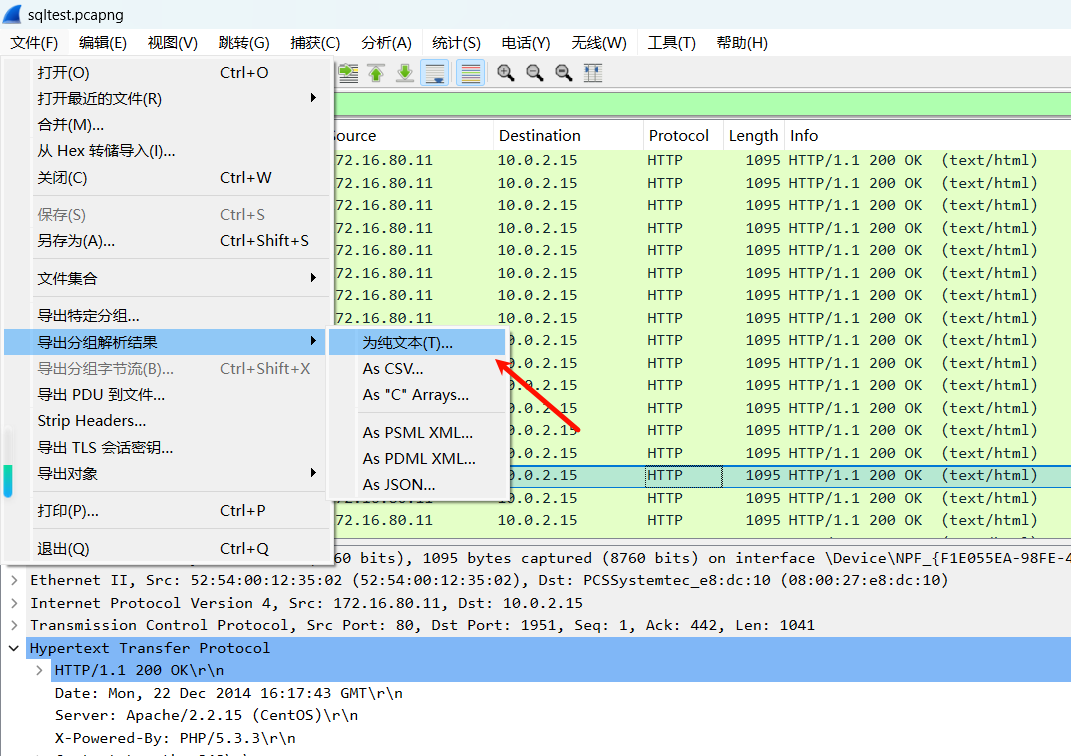 sqltest.pcapng
文件(F) 编辑(E) 视图(V) 跳转(G) 捕获(C) 分析(A) 统计(S) 电话(Y) 无线(W) 工具(T) 帮助(H)
打开(O) Ctrl+O
打开最近的文件(R)
合并(M)...
从 Hex 转储导入(I)...
关闭(C) Ctrl+W
保存(S) Ctrl+S
另存为(A)... Ctrl+Shift+S
文件集合
导出特定分组...
导出分组解析结果
导出分组字节流(B)... Ctrl+Shift+X
导出 PDU 到文件...
Strip Headers...
导出 TLS 会话密钥...
导出对象
打印(P)... Ctrl+P
退出(Q) Ctrl+Q
为纯文本(T)...
As CSV...
As "C" Arrays...
As PSML XML...
As PDML XML...
As JSON...
ource Destination Protocol Length Info
72.16.80.11 10.0.2.15 HTTP 1095 HTTP/1.1 200 OK (text/html)
72.16.80.11 10.0.2.15 HTTP 1095 HTTP/1.1 200 OK (text/html)
72.16.80.11 10.0.2.15 HTTP 1095 HTTP/1.1 200 OK (text/html)
72.16.80.11 10.0.2.15 HTTP 1095 HTTP/1.1 200 OK (text/html)
72.16.80.11 10.0.2.15 HTTP 1095 HTTP/1.1 200 OK (text/html)
72.16.80.11 10.0.2.15 HTTP 1095 HTTP/1.1 200 OK (text/html)
72.16.80.11 10.0.2.15 HTTP 1095 HTTP/1.1 200 OK (text/html)
72.16.80.11 10.0.2.15 HTTP 1095 HTTP/1.1 200 OK (text/html)
0.0.2.15 HTTP 1095 HTTP/1.1 200 OK (text/html)
0.0.2.15 HTTP 1095 HTTP/1.1 200 OK (text/html)
0.0.2.15 HTTP 1095 HTTP/1.1 200 OK (text/html)
0.0.2.15 HTTP 1095 HTTP/1.1 200 OK (text/html)
0.0.2.15 HTTP 1095 HTTP/1.1 200 OK (text/html)
0.0.2.15 HTTP 1095 HTTP/1.1 200 OK (text/html)
0.0.2.15 HTTP 1095 HTTP/1.1 200 OK (text/html)
0.0.2.15 HTTP 1095 HTTP/1.1 200 OK (text/html)
72.16.80.11 10.0.2.15 HTTP 1095 HTTP/1.1 200 OK (text/html)
60 bits), 1095 bytes captured (8760 bits) on interface \Device\NPF_{F1E055EA-98FE-4
Ethernet II, Src: 52:54:00:12:35:02 (52:54:00:12:35:02), Dst: PCSSystemtec_e8:dc:10 (08:00:27:e8:dc:10)
Internet Protocol Version 4, Src: 172.16.80.11, Dst: 10.0.2.15
Transmission Control Protocol, Src Port: 80, Dst Port: 1951, Seq: 1, Ack: 442, Len: 1041
Hypertext Transfer Protocol
HTTP/1.1 200 OK\r\n
Date: Mon, 22 Dec 2014 16:17:43 GMT\r\n
Server: Apache/2.2.15 (CentOS)\r\n
X-Powered-By: PHP/5.3.3\r\n